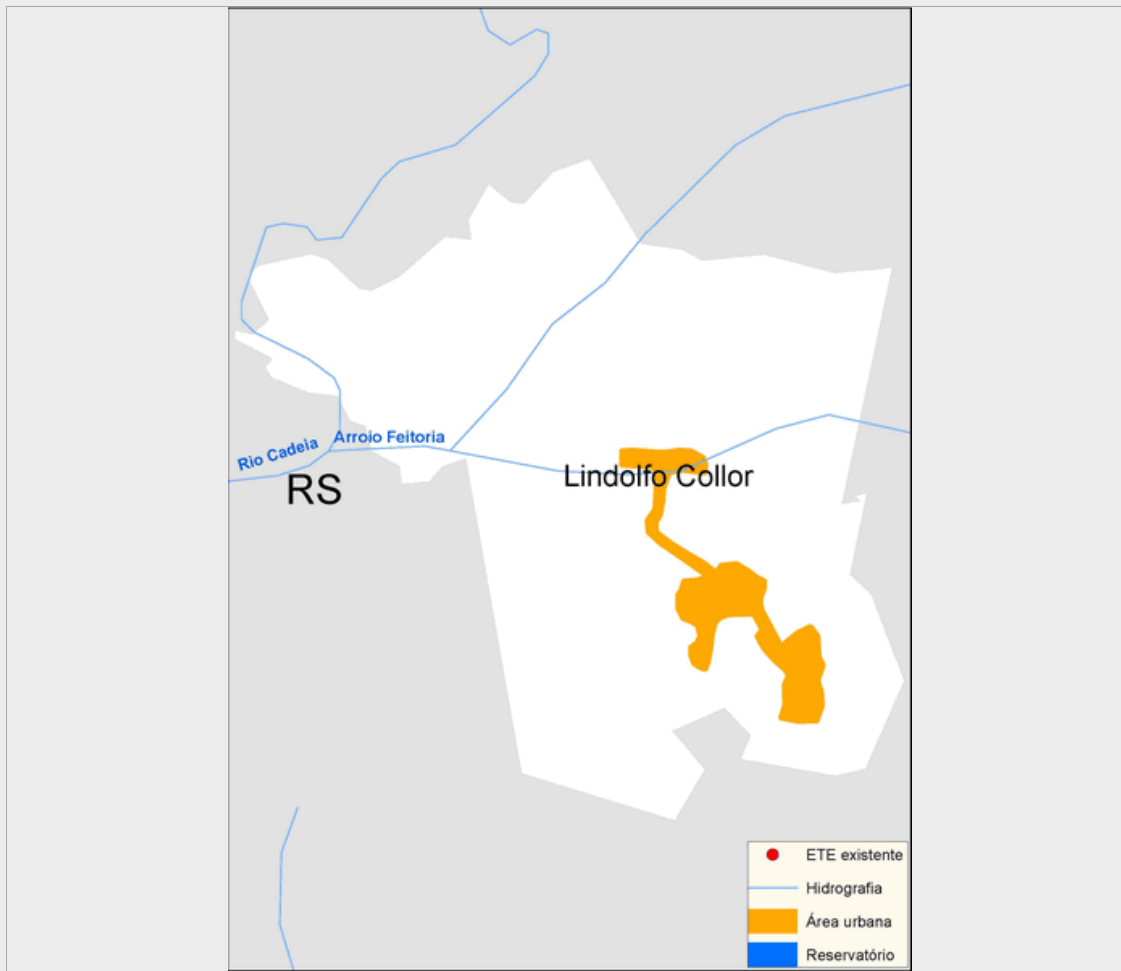 Rio Cadeia
Arroio Feitoria
RS
Lindolfo Collor
ETE existente
Hidrografia
Área urbana
Reservatório